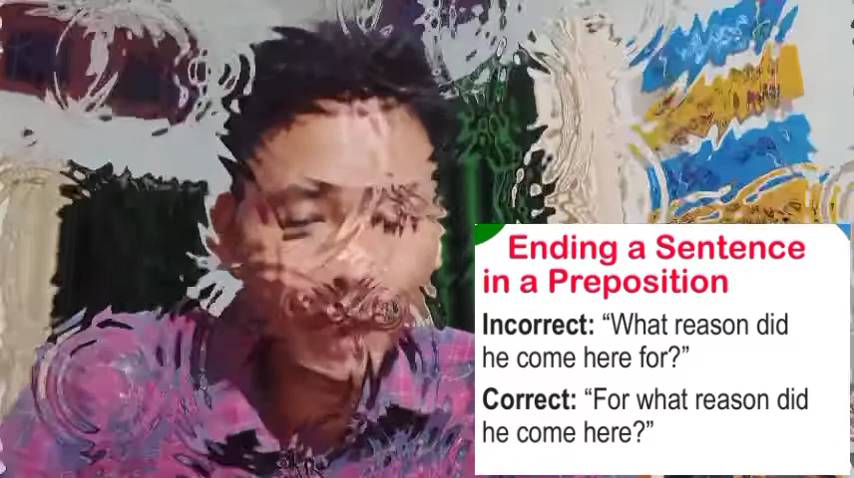 Ending a Sentence
in a Preposition
Incorrect: “What reason did
he come here for?”
Correct: “For what reason did
he come here?”